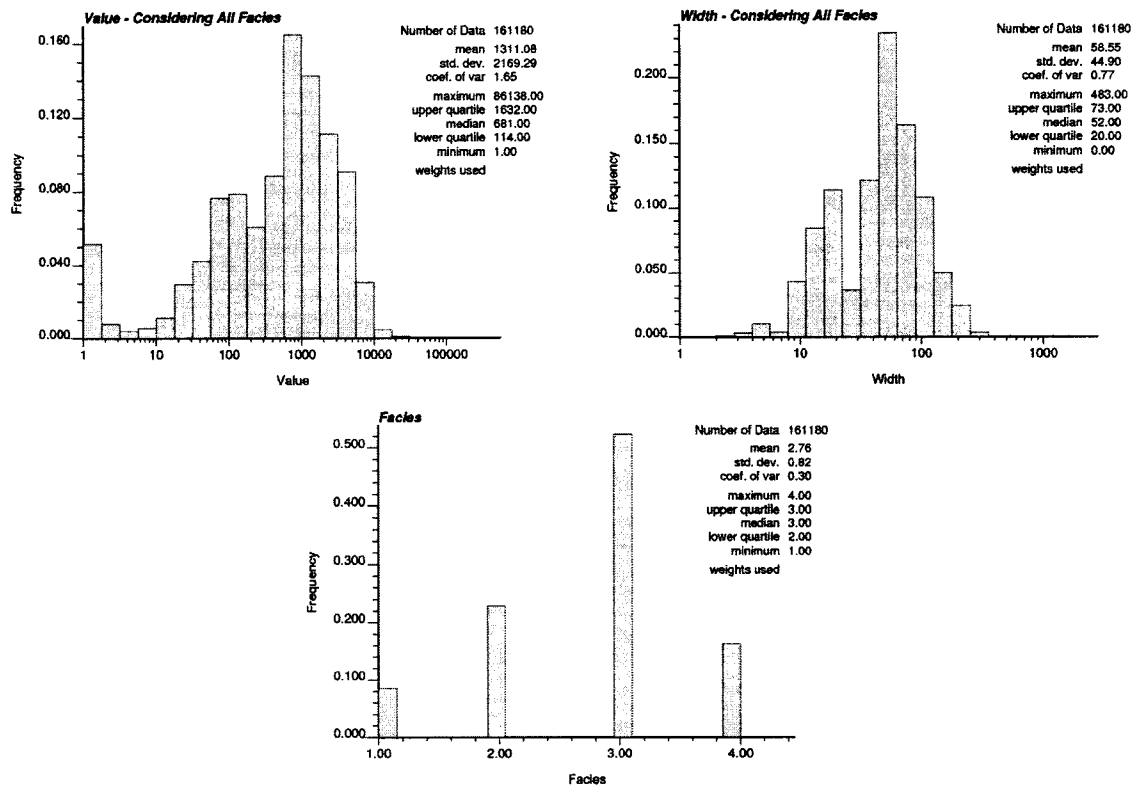 Value - Considering All Facies
Number of Data 161180
mean 1311.08
std. dev. 2169.29
coef. of var 1.65
maximum 86138.00
upper quartile 1632.00
median 681.00
lower quartile 114.00
minimum 1.00
weights used
Frequency
0.160
0.120
0.080
0.040
0.000
1 10 100 1000 10000 100000
Value
Width - Considering All Facies
Number of Data 161180
mean 58.55
std. dev. 44.90
coef. of var 0.77
maximum 483.00
upper quartile 73.00
median 52.00
lower quartile 20.00
minimum 0.00
weights used
Frequency
0.200
0.150
0.100
0.050
0.000
1 10 100 1000
Width
Facies
Number of Data 161180
mean 2.76
std. dev. 0.82
coef. of var 0.30
maximum 4.00
upper quartile 3.00
median 3.00
lower quartile 2.00
minimum 1.00
weights used
Frequency
0.500
0.400
0.300
0.200
0.100
0.000
1.00 2.00 3.00 4.00
Facies